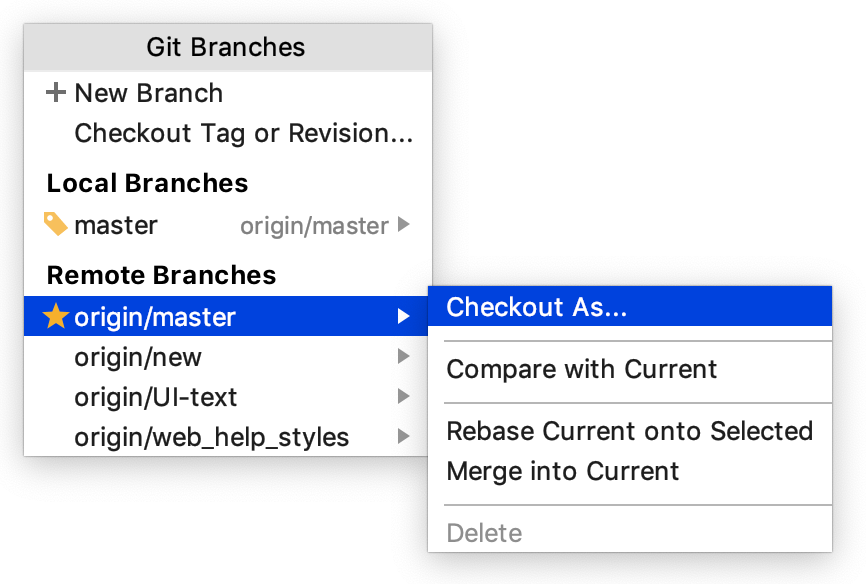 Git Branches
New Branch
Checkout Tag or Revision...
Local Branches
master origin/master
Remote Branches
origin/master
origin/new
origin/UI-text
origin/web_help_styles
Checkout As...
Compare with Current
Rebase Current onto Selected
Merge into Current
Delete